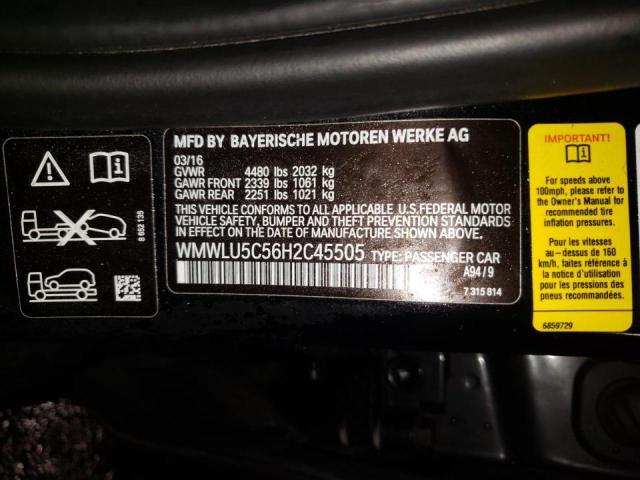 8 652 135
MFD BY BAYERISCHE MOTOREN WERKE AG
03/16
GVWR 4480 lbs 2032 kg
GAWR FRONT 2339 lbs 1061 kg
GAWR REAR 2251 lbs 1021 kg
THIS VEHICLE CONFORMS TO ALL APPLICABLE U.S.FEDERAL MOTOR
VEHICLE SAFETY, BUMPER AND THEFT PREVENTION STANDARDS
IN EFFECT ON THE DATE OF MANUFACTURE SHOWN ABOVE.
WMWLU5C56H2C45505 TYPE: PASSENGER CAR
A94 / 9
7 315 814
IMPORTANT!
For speeds above
100mph, please refer to
the Owner's Manual for
recommended tire
inflation pressures.
Pour les vitesses
au-dessus de 160
km/h, faites référence à
la notice d'utilisation
pour les pressions des
pneus recommandées.
6859729